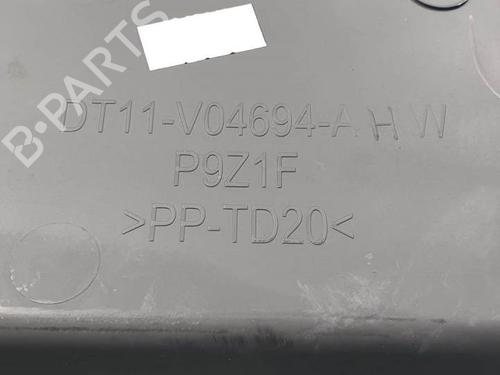 B-PARTS
DT11-V04694-A H W
P9Z1F
>PP-TD20<